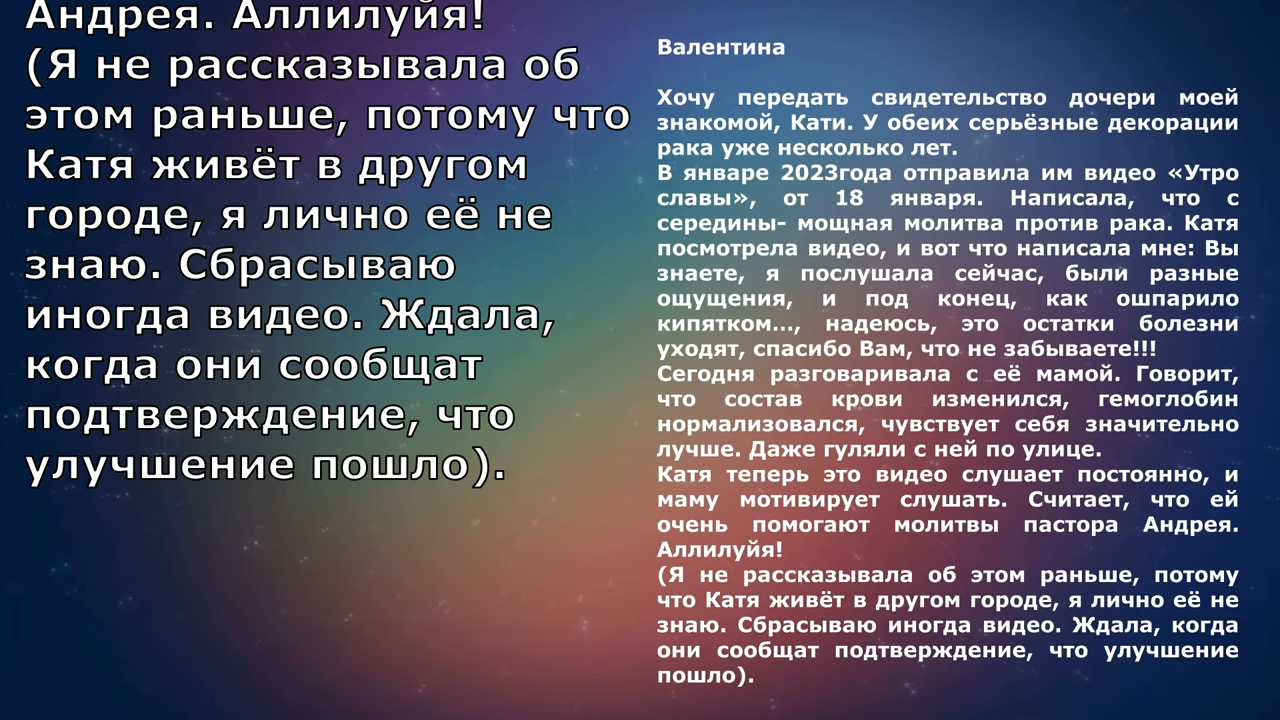 Андрея. Аллилуйя!
(Я не рассказывала об
этом раньше, потому что
Катя живёт в другом
городе, я лично её не
знаю. Сбрасываю
иногда видео. Ждала,
когда они сообщат
подтверждение, что
улучшение пошло).
Валентина
Хочу передать свидетельство дочери моей
знакомой, Кати. У обеих серьёзные декорации
рака уже несколько лет.
В январе 2023года отправила им видео «Утро
славы», от 18 января. Написала, что с
середины- мощная молитва против рака. Катя
посмотрела видео, и вот что написала мне: Вы
знаете, я послушала сейчас, были разные
ощущения, и под конец, как ошпарило
кипятком..., надеюсь, это остатки болезни
уходят, спасибо Вам, что не забываете!!!
Сегодня разговаривала с её мамой. Говорит,
что состав крови изменился, гемоглобин
нормализовался, чувствует себя значительно
лучше. Даже гуляли с ней по улице.
Катя теперь это видео слушает постоянно, и
маму мотивирует слушать. Считает, что ей
очень помогают молитвы пастора Андрея.
Аллилуйя!
(Я не рассказывала об этом раньше, потому
что Катя живёт в другом городе, я лично её не
знаю. Сбрасываю иногда видео. Ждала, когда
они сообщат подтверждение, что улучшение
пошло).